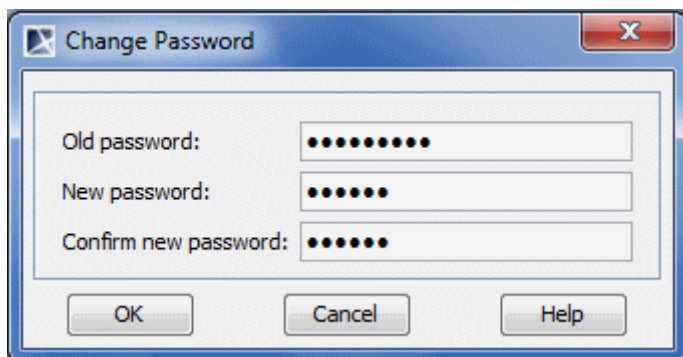 Change Password
Old password: •••••••••
New password: ••••••
Confirm new password: ••••••
OK Cancel Help